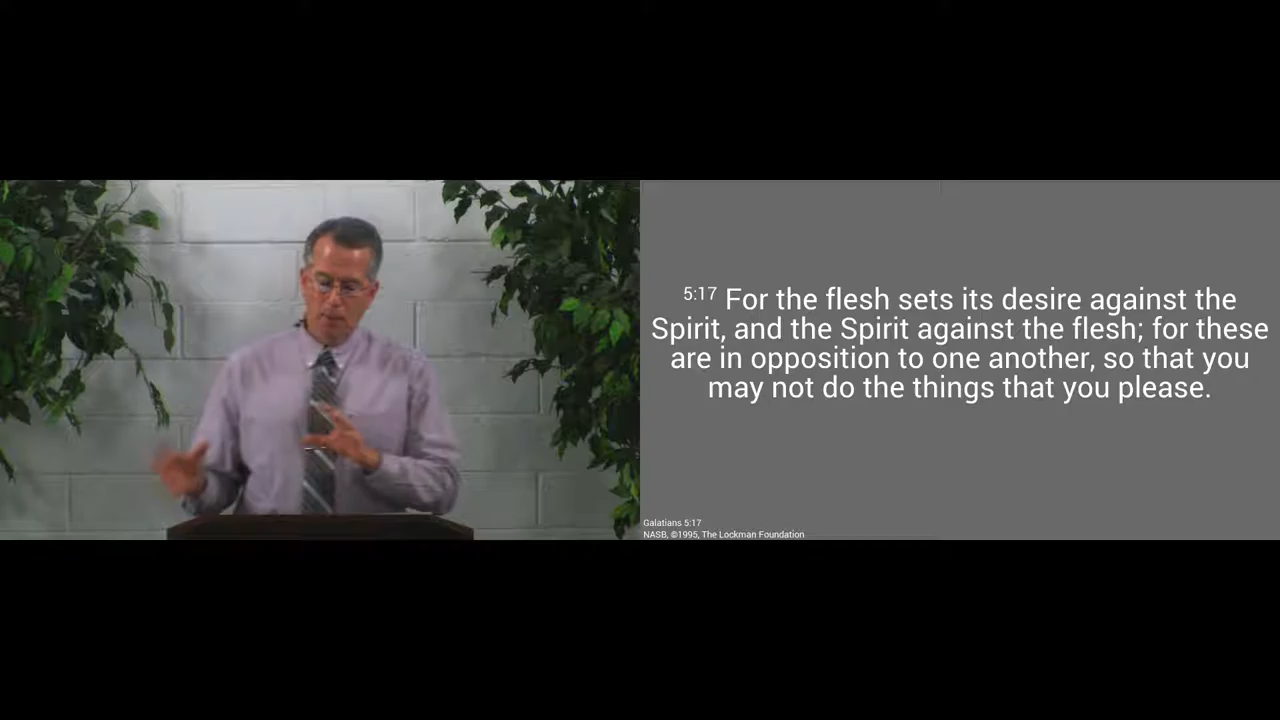 5:17 For the flesh sets its desire against the
Spirit, and the Spirit against the flesh; for these
are in opposition to one another, so that you
may not do the things that you please.
Galatians 5:17
NASB, ©1995, The Lockman Foundation